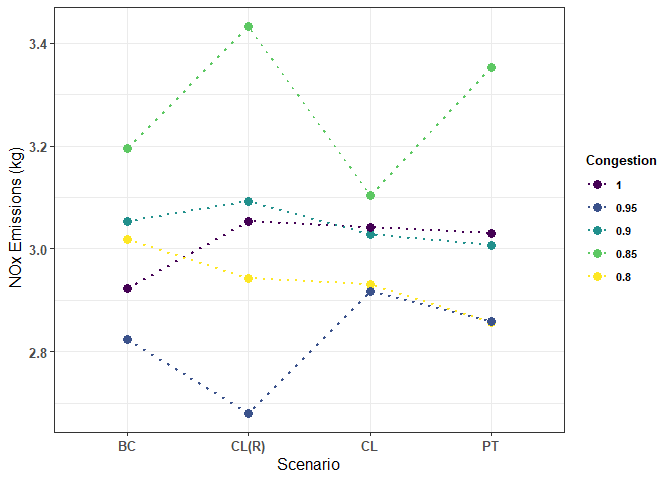 NOx Emissions (kg)
3.4
3.2
3.0
2.8
BC CL(R) CL PT
Scenario
Congestion
1
0.95
0.9
0.85
0.8